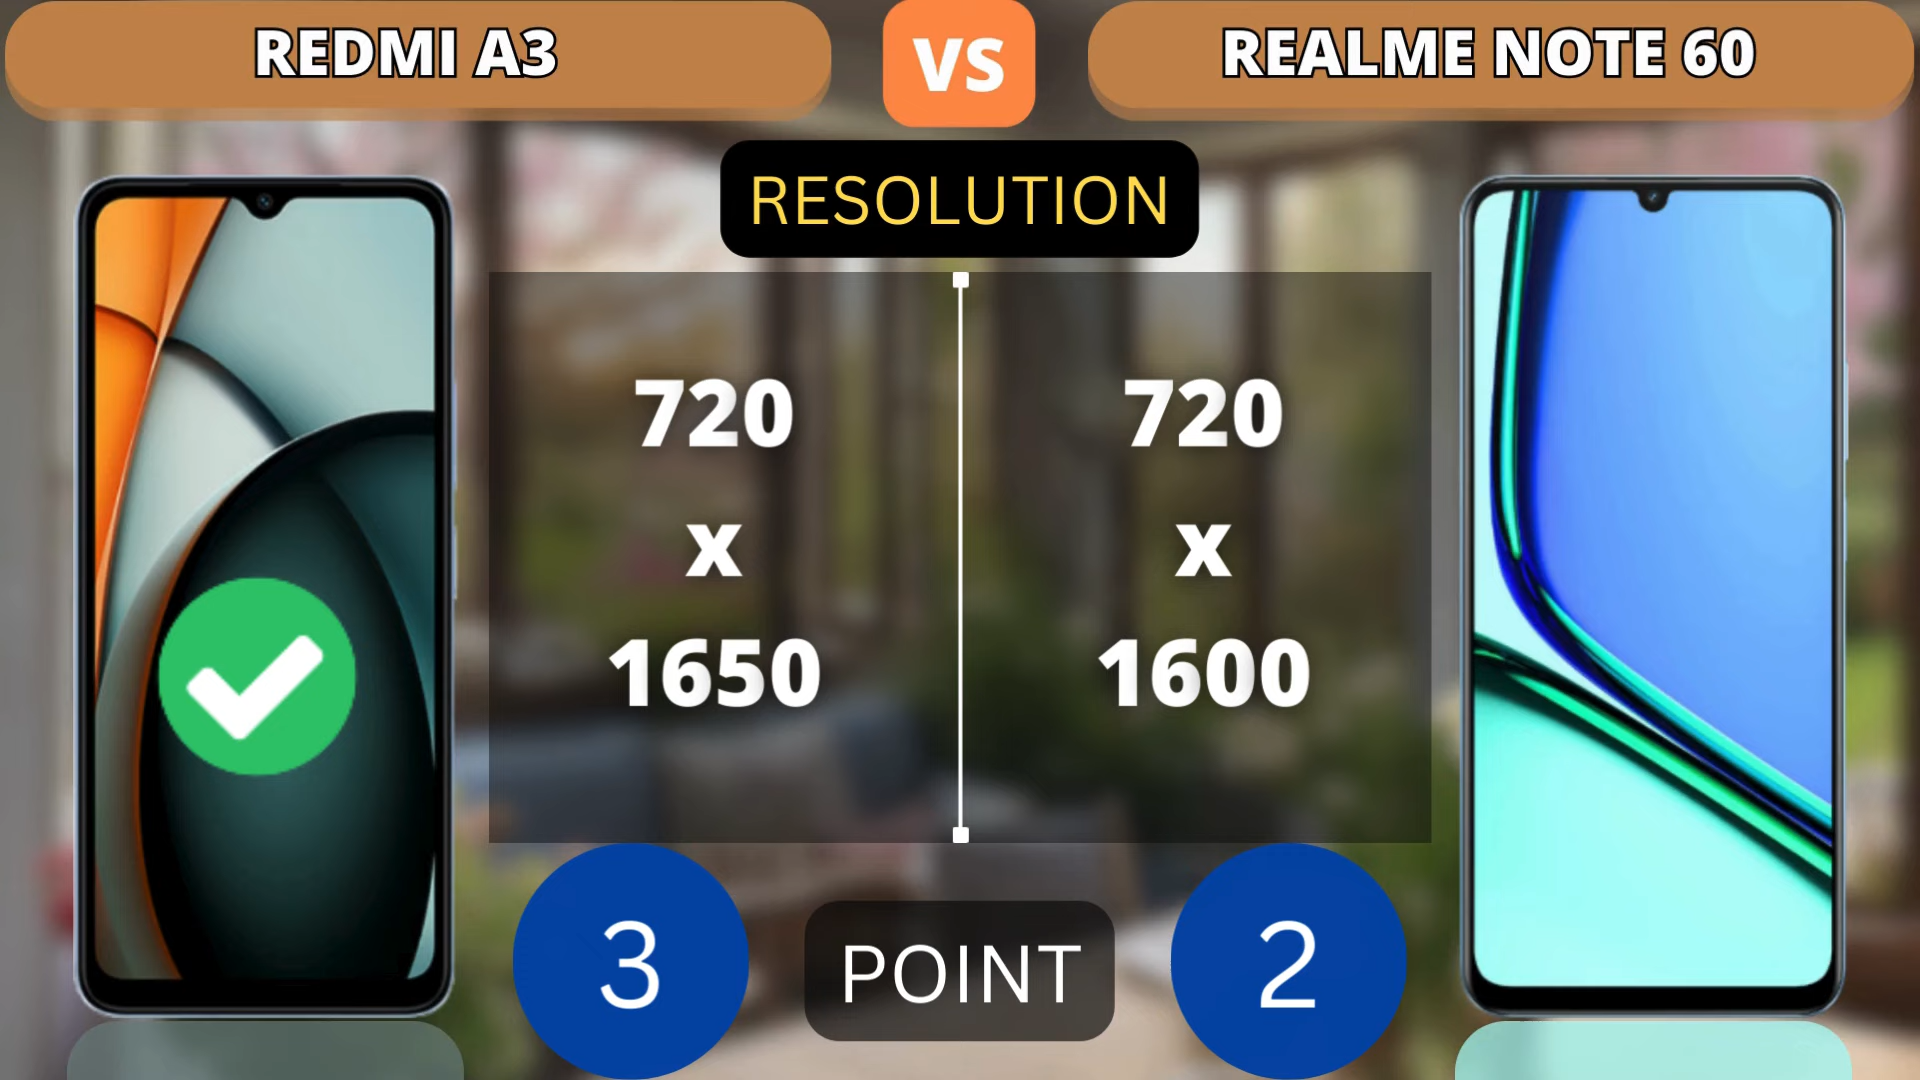 REDMI A3
VS
REALME NOTE 60
RESOLUTION
720
x
1650
720
x
1600
3
POINT
2